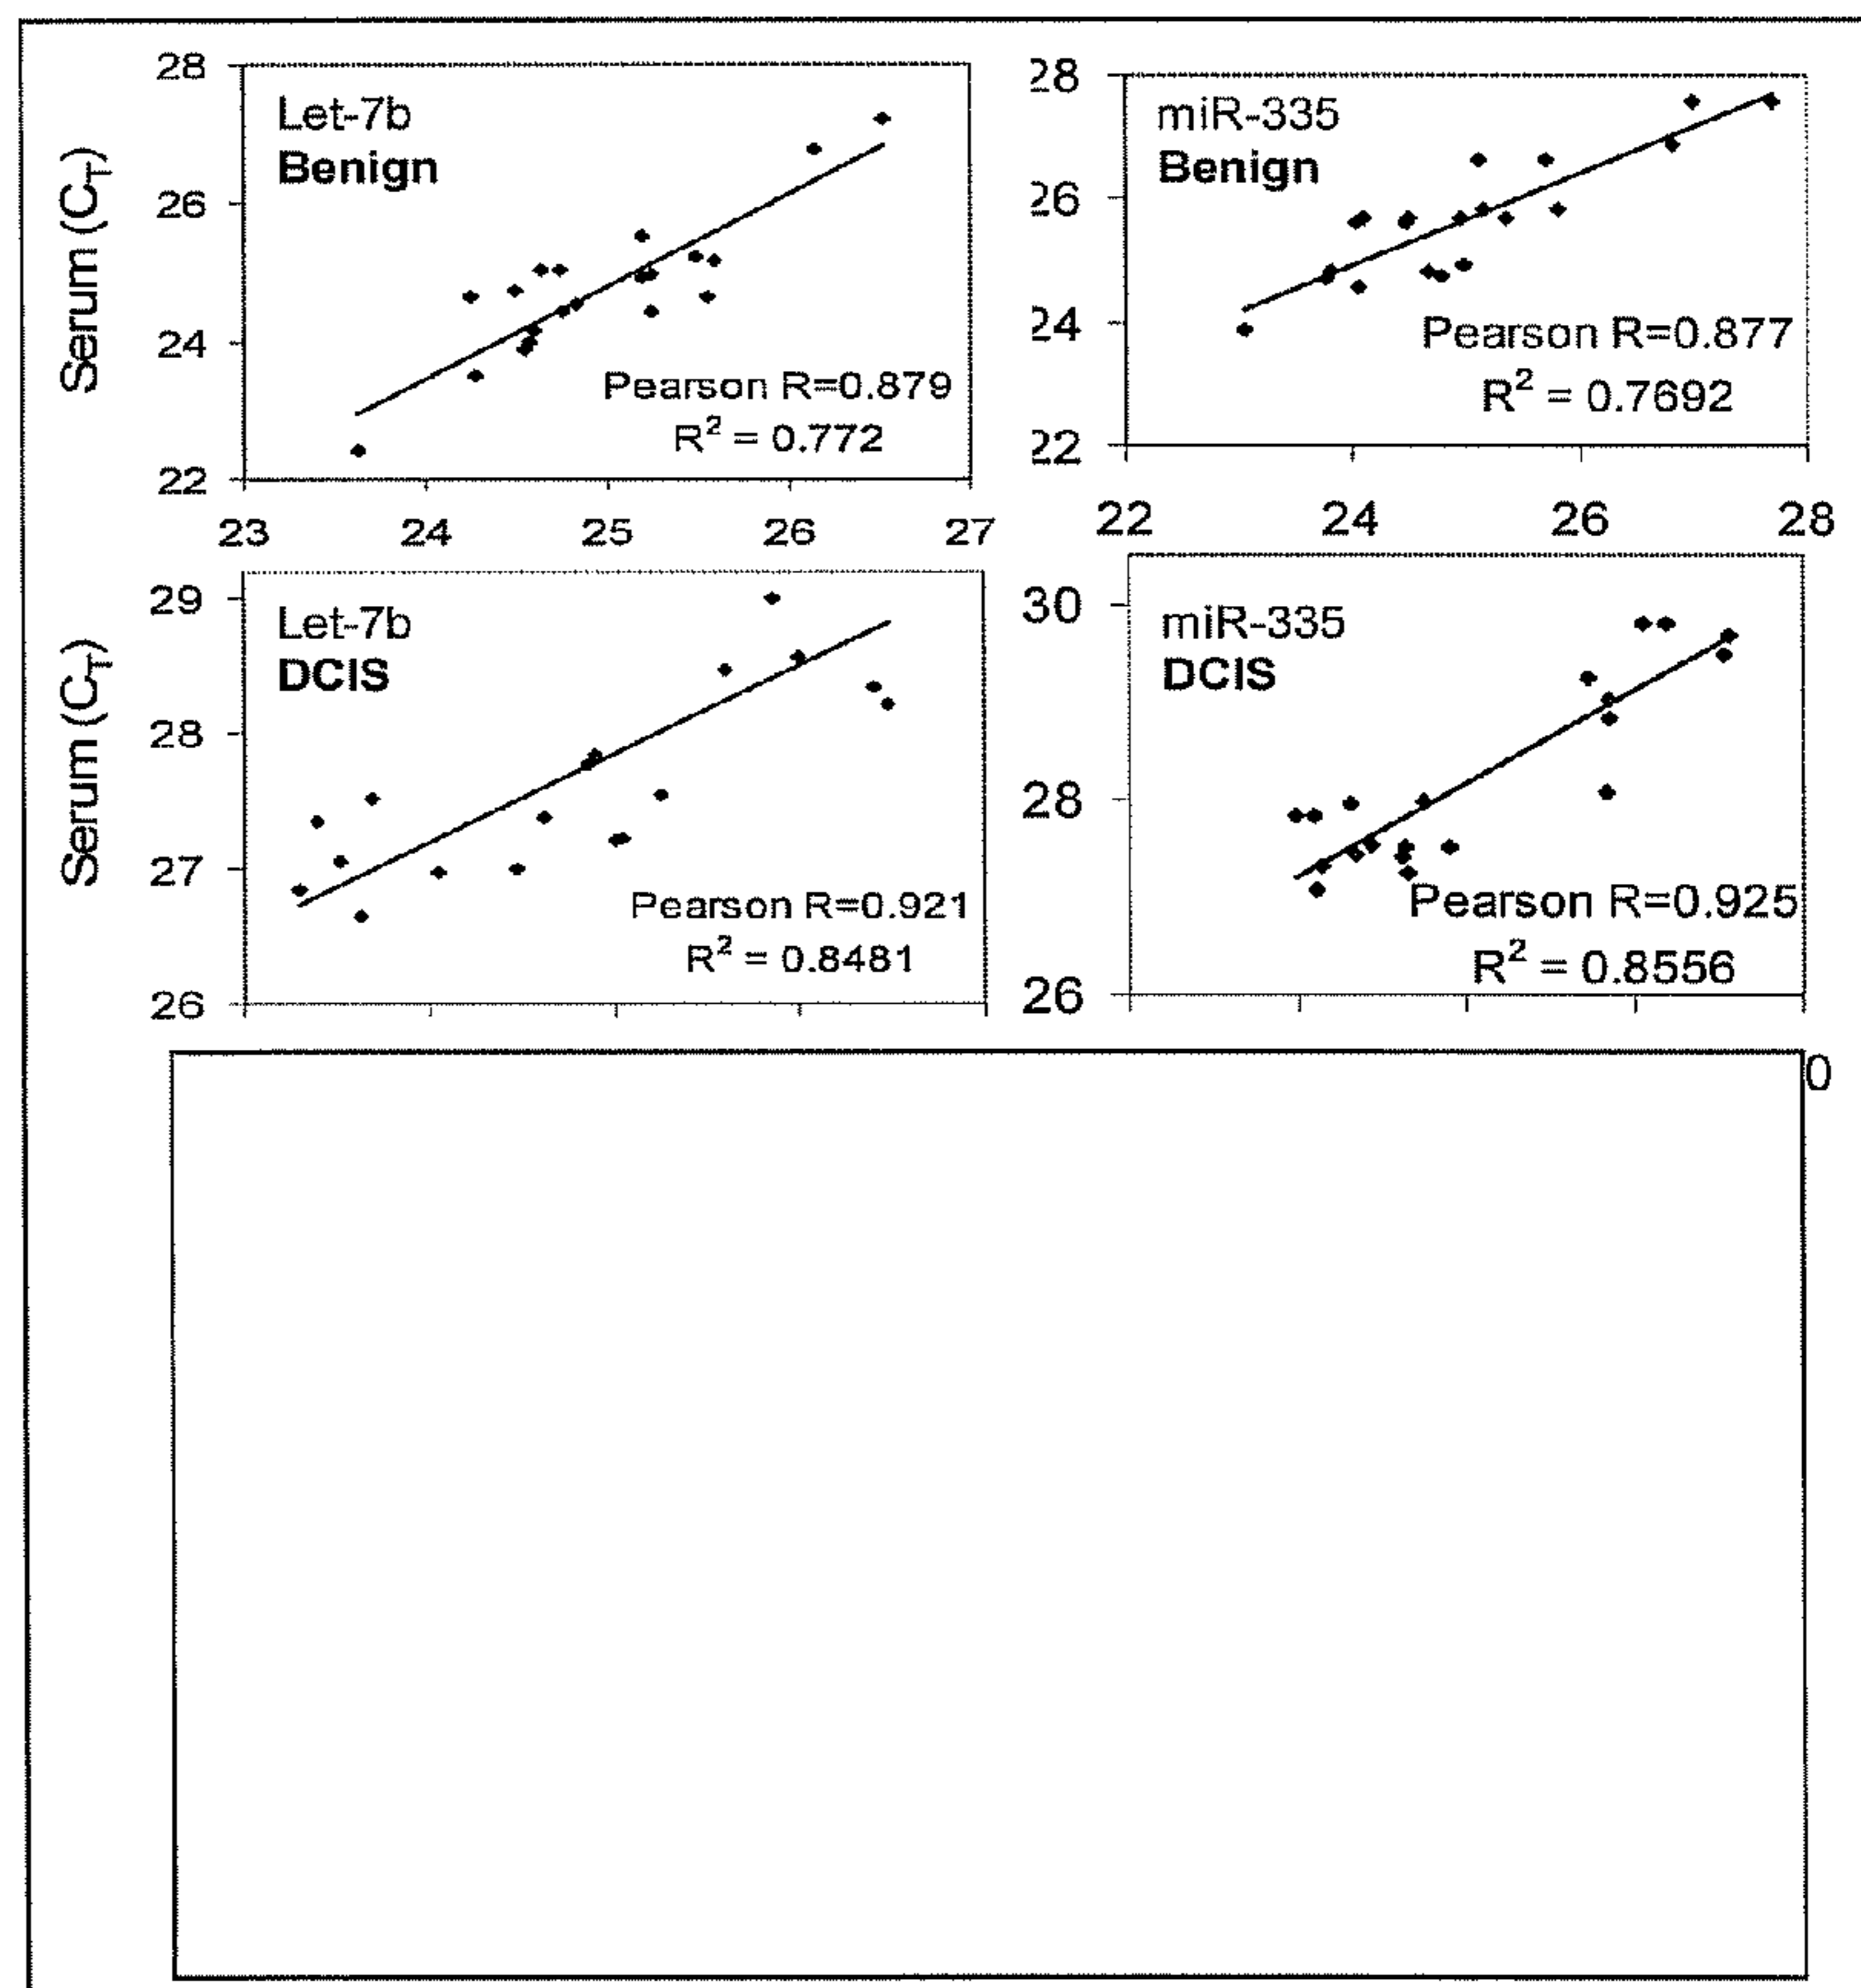 Serum (CT)
28
26
24
22
Let-7b
Benign
Pearson R=0.879
R2 = 0.772
23 24 25 26 27
28
26
24
22
miR-335
Benign
Pearson R=0.877
R2 = 0.7692
22 24 26 28
Serum (CT)
29
28
27
26
Let-7b
DCIS
Pearson R=0.921
R2 = 0.8481
30
28
26
miR-335
DCIS
Pearson R=0.925
R2 = 0.8556
0